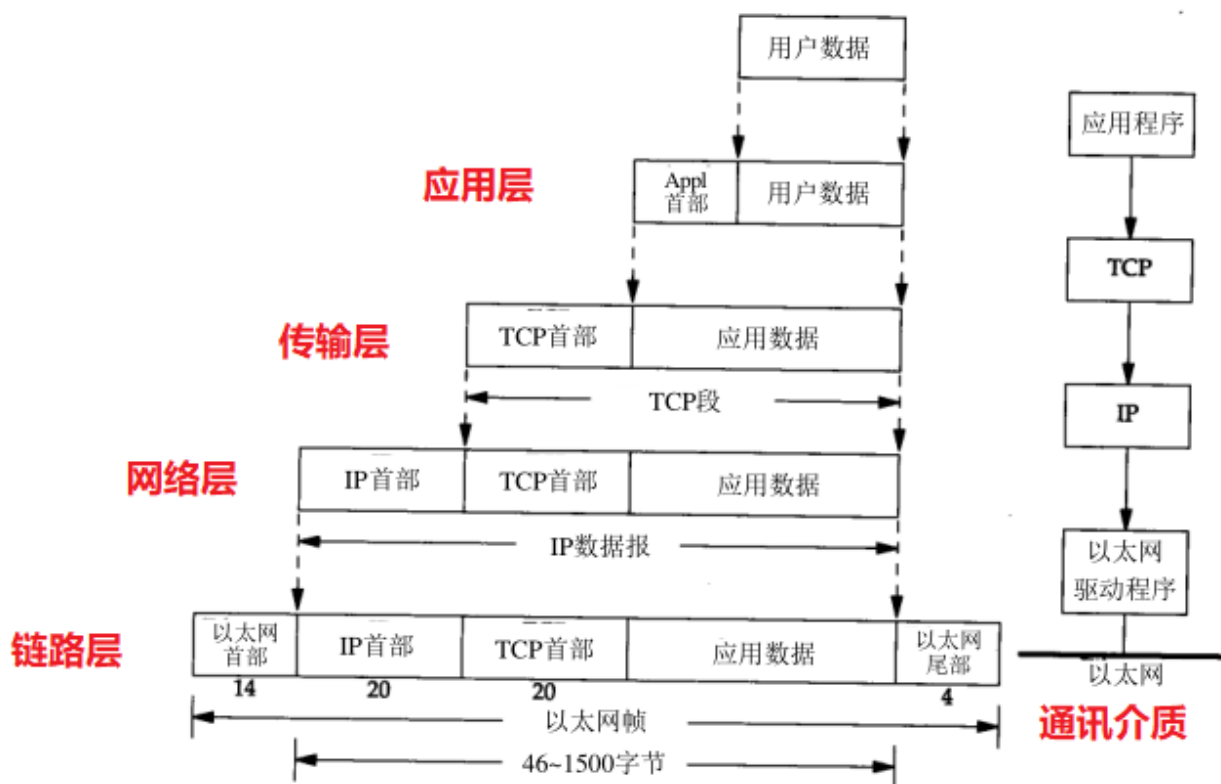 用户数据
应用程序
应用层
Appl
首部
用户数据
TCP
传输层
TCP首部
应用数据
TCP段
IP
网络层
IP首部
TCP首部
应用数据
IP数据报
以太网
驱动程序
链路层
以太网
首部
IP首部
TCP首部
应用数据
以太网
尾部
14
20
20
4
以太网
以太网帧
通讯介质
46~1500字节